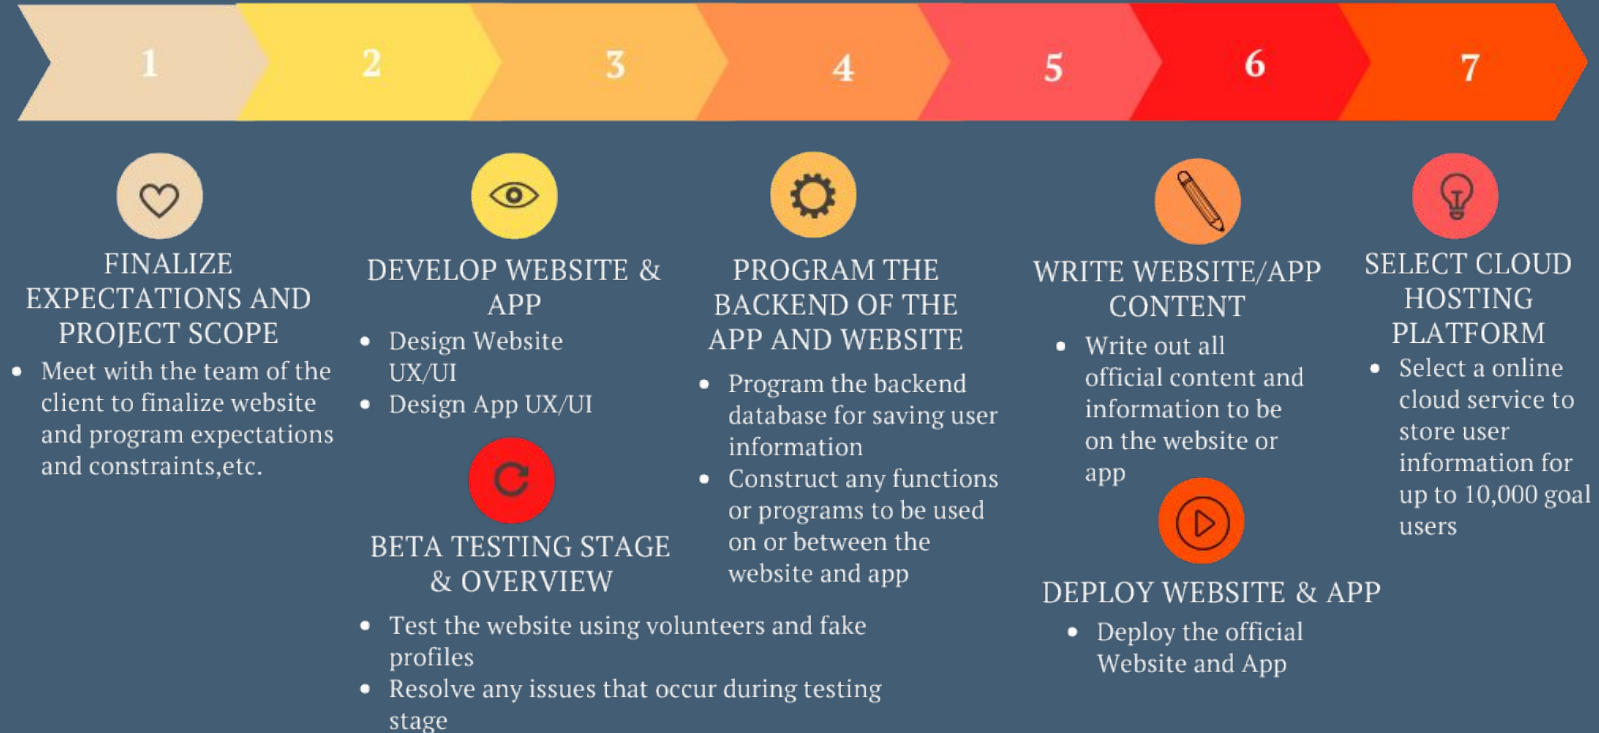 1
2
3
4
5
6
7
FINALIZE
EXPECTATIONS AND
PROJECT SCOPE
• Meet with the team of the
client to finalize website
and program expectations
and constraints,etc.
DEVELOP WEBSITE &
APP
• Design Website
UX/UI
• Design App UX/UI
PROGRAM THE
BACKEND OF THE
APP AND WEBSITE
• Program the backend
database for saving user
information
• Construct any functions
or programs to be used
on or between the
website and app
WRITE WEBSITE/APP
CONTENT
• Write out all
official content and
information to be
on the website or
app
SELECT CLOUD
HOSTING
PLATFORM
• Select a online
cloud service to
store user
information for
up to 10,000 goal
users
BETA TESTING STAGE
& OVERVIEW
• Test the website using volunteers and fake
profiles
• Resolve any issues that occur during testing
stage
DEPLOY WEBSITE & APP
• Deploy the official
Website and App